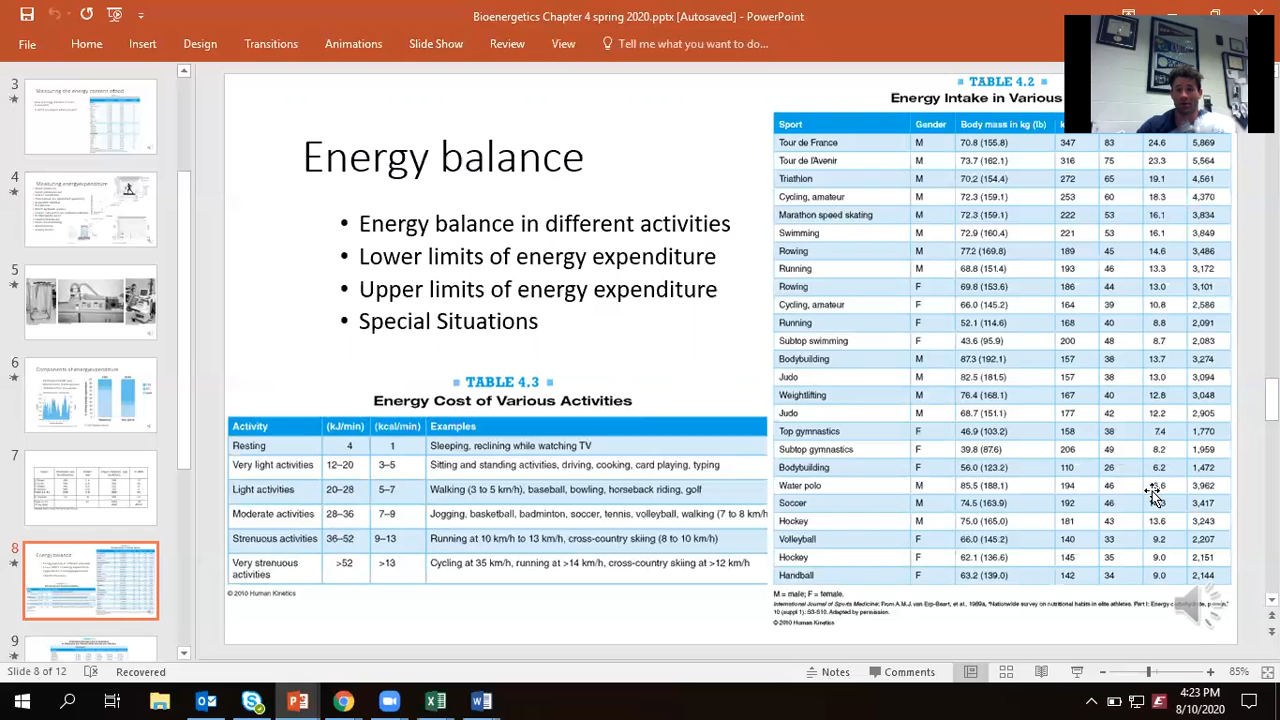 Bioenergetics Chapter 4 spring 2020.pptx [Autosaved] - PowerPoint
File Home Insert Design Transitions Animations Slide Show Review View Tell me what you want to do...
3
4
5
6
7
8
9
Energy balance
• Energy balance in different activities
• Lower limits of energy expenditure
• Upper limits of energy expenditure
• Special Situations
TABLE 4.3
Energy Cost of Various Activities
Activity (kJ/min) (kcal/min) Examples
Resting 4 1 Sleeping, reclining while watching TV
Very light activities 12–20 3–5 Sitting and standing activities, driving, cooking, card playing, typing
Light activities 20–28 5–7 Walking (3 to 5 km/h), baseball, bowling, horseback riding, golf
Moderate activities 28–36 7–9 Jogging, basketball, badminton, soccer, tennis, volleyball, walking (7 to 8 km/h
Strenuous activities 36–52 9–13 Running at 10 km/h to 13 km/h, cross-country skiing (8 to 10 km/h)
Very strenuous activities >52 >13 Cycling at 35 km/h, running at >14 km/h, cross-country skiing at >12 km/h
© 2010 Human Kinetics
TABLE 4.2
Energy Intake in Various
Sport Gender Body mass in kg (lb)
Tour de France M 70.8 (155.8) 347 83 24.6 5,869
Tour de l'Avenir M 73.7 (162.1) 316 75 23.3 5,564
Triathlon M 70.2 (154.4) 272 65 19.1 4,561
Cycling, amateur M 72.3 (159.1) 253 60 18.3 4,370
Marathon speed skating M 72.3 (159.1) 222 53 16.1 3,834
Swimming M 72.9 (160.4) 221 53 16.1 3,849
Rowing M 77.2 (169.8) 189 45 14.6 3,486
Running M 68.8 (151.4) 193 46 13.3 3,172
Rowing F 69.8 (153.6) 186 44 13.0 3,101
Cycling, amateur F 66.0 (145.2) 164 39 10.8 2,586
Running F 52.1 (114.6) 168 40 8.8 2,091
Subtop swimming F 43.6 (95.9) 200 48 8.7 2,083
Bodybuilding M 87.3 (192.1) 157 38 13.7 3,274
Judo M 82.5 (181.5) 157 38 13.0 3,094
Weightlifting M 76.4 (168.1) 167 40 12.8 3,048
Judo M 68.7 (151.1) 177 42 12.2 2,905
Top gymnastics F 46.9 (103.2) 158 38 7.4 1,770
Subtop gymnastics F 39.8 (87.6) 206 49 8.2 1,959
Bodybuilding F 56.0 (123.2) 110 26 6.2 1,472
Water polo M 85.5 (188.1) 194 46 3,962
Soccer M 74.5 (163.9) 192 46 3,417
Hockey M 75.0 (165.0) 181 43 13.6 3,243
Volleyball F 66.0 (145.2) 140 33 9.2 2,207
Hockey F 62.1 (136.6) 145 35 9.0 2,151
Handball F 63.2 (139.0) 142 34 9.0 2,144
M = male; F = female.
© 2010 Human Kinetics
Slide 8 of 12 Recovered Notes Comments 85%
4:23 PM
8/10/2020